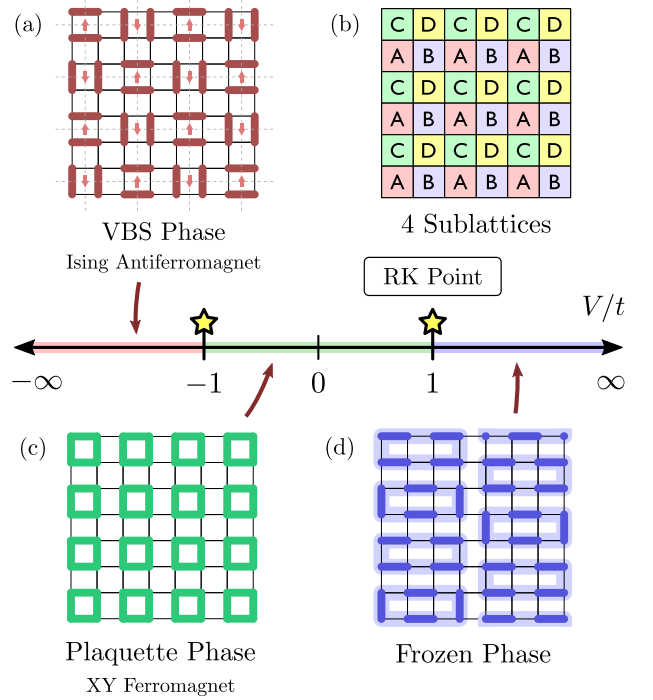 (a)
(b)
C D C D C D
A B A B A B
C D C D C D
A B A B A B
C D C D C D
A B A B A B
VBS Phase
Ising Antiferromagnet
4 Sublattices
RK Point
V/t
−∞ −1 0 1 ∞
(c)
(d)
Plaquette Phase
XY Ferromagnet
Frozen Phase